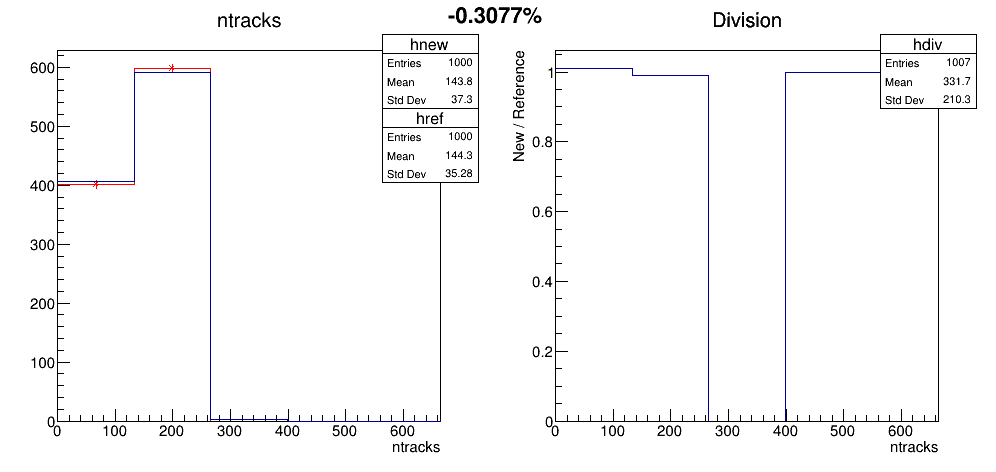 -0.3077%
ntracks
hnew
Entries 1000
Mean 143.8
Std Dev 37.3
href
Entries 1000
Mean 144.3
Std Dev 35.28
600
500
400
300
200
100
0
0 100 200 300 400 500 600
ntracks
Division
hdiv
Entries 1007
Mean 331.7
Std Dev 210.3
New / Reference
1
0.8
0.6
0.4
0.2
0
0 100 200 300 400 500 600
ntracks